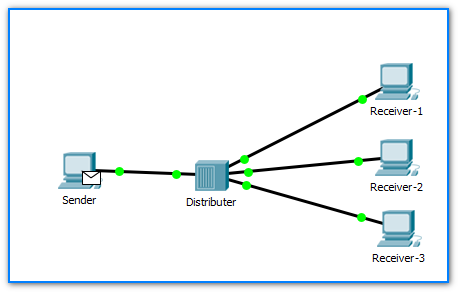 Receiver-1
Sender
Distributer
Receiver-2
Receiver-3